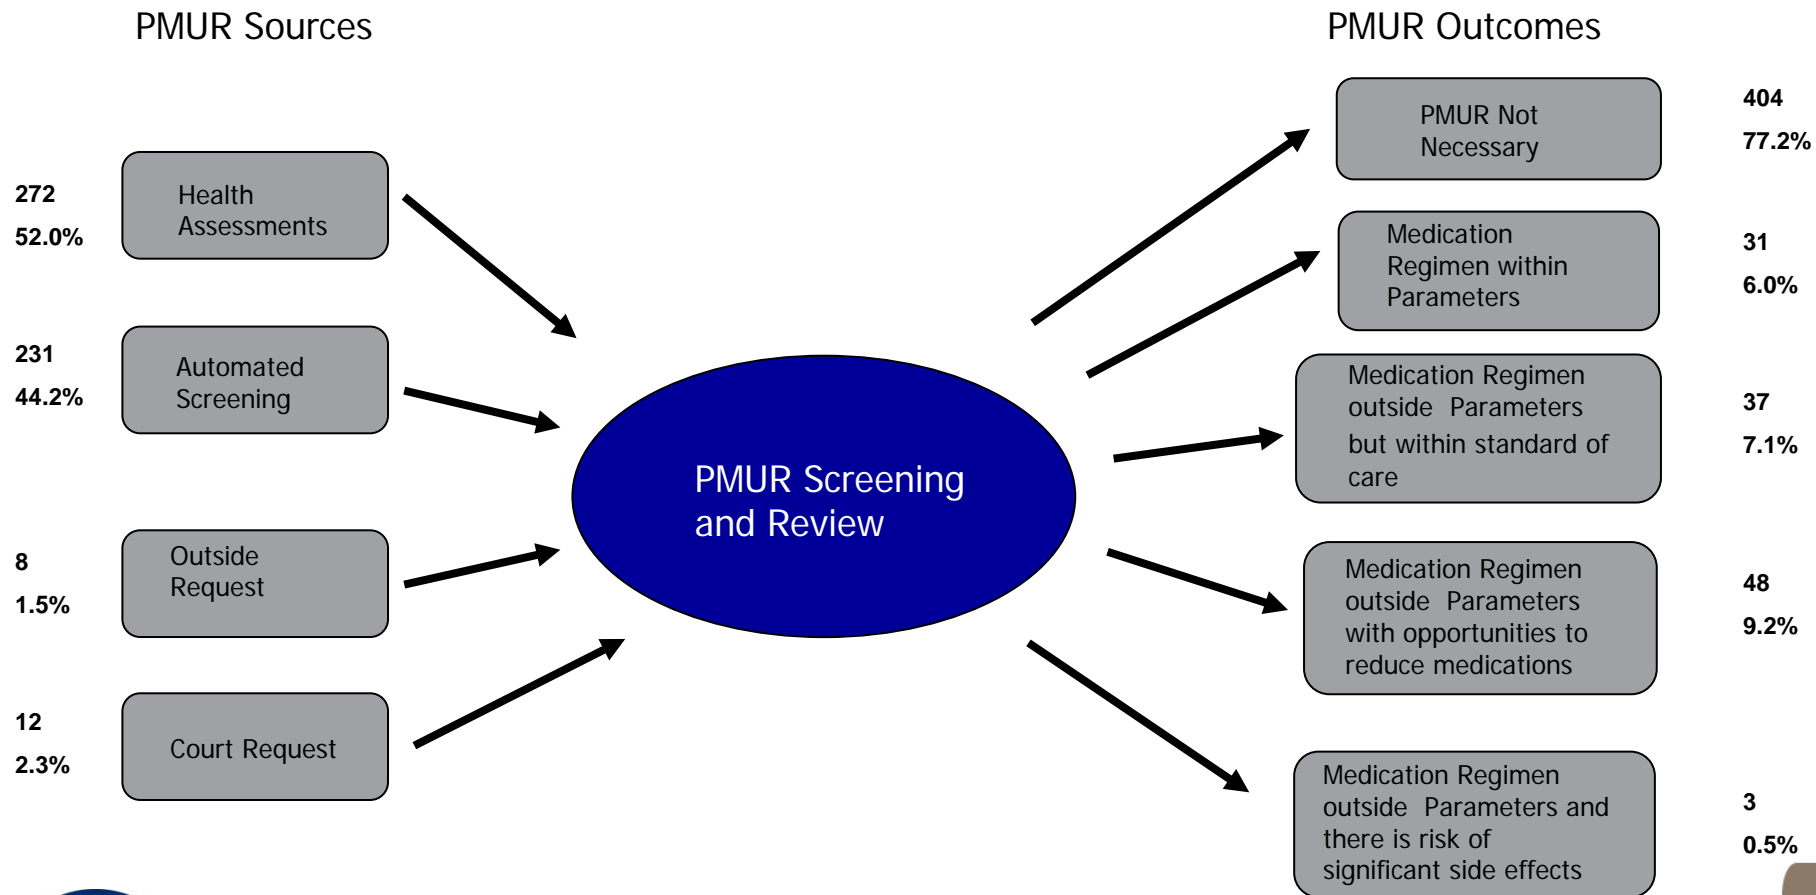 PMUR Sources
PMUR Outcomes
272
52.0%
Health
Assessments
231
44.2%
Automated
Screening
8
1.5%
Outside
Request
12
2.3%
Court Request
PMUR Screening
and Review
PMUR Not
Necessary
404
77.2%
Medication
Regimen within
Parameters
31
6.0%
Medication Regimen
outside Parameters
but within standard of
care
37
7.1%
Medication Regimen
outside Parameters
with opportunities to
reduce medications
48
9.2%
Medication Regimen
outside Parameters and
there is risk of
significant side effects
3
0.5%